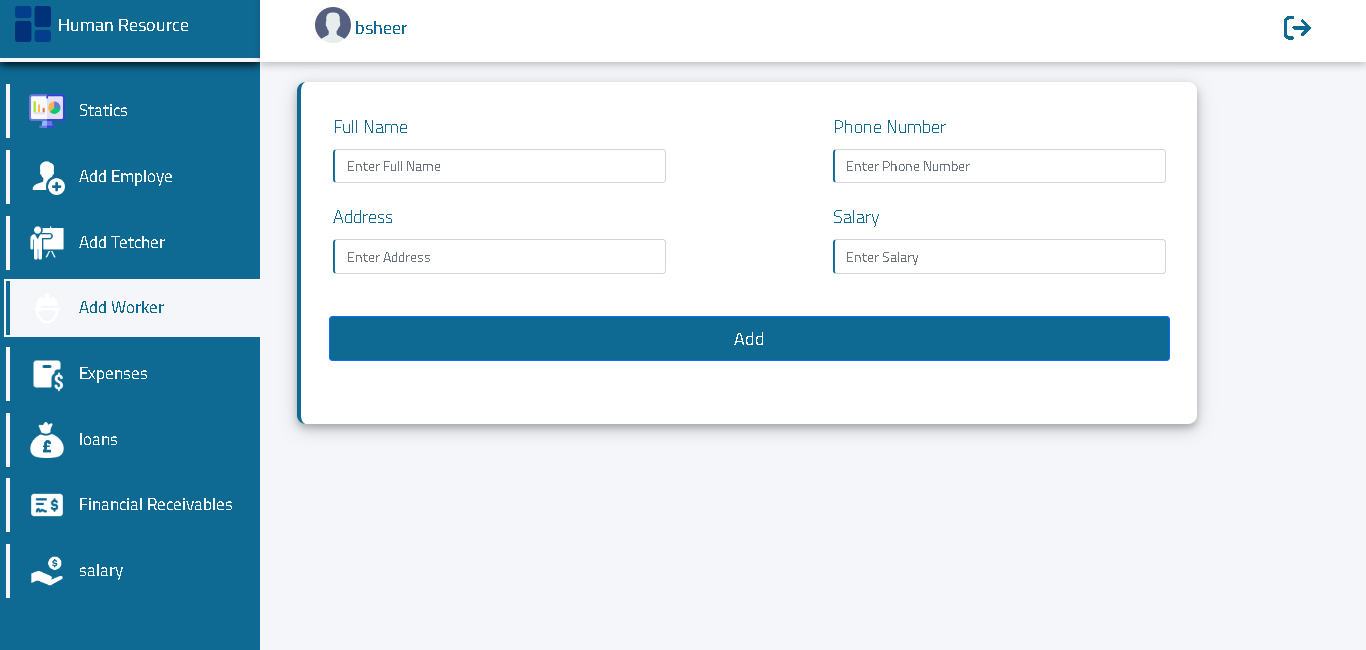 Human Resource
bsheer
Statics
Add Employe
Add Tetcher
Add Worker
Expenses
£
loans
$
Financial Receivables
$
salary
Full Name
Phone Number
Enter Full Name
Enter Phone Number
Address
Salary
Enter Address
Enter Salary
Add